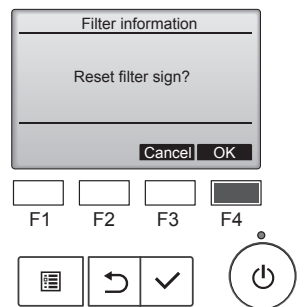 Filter information
Reset filter sign?
Cancel OK
F1 F2 F3 F4